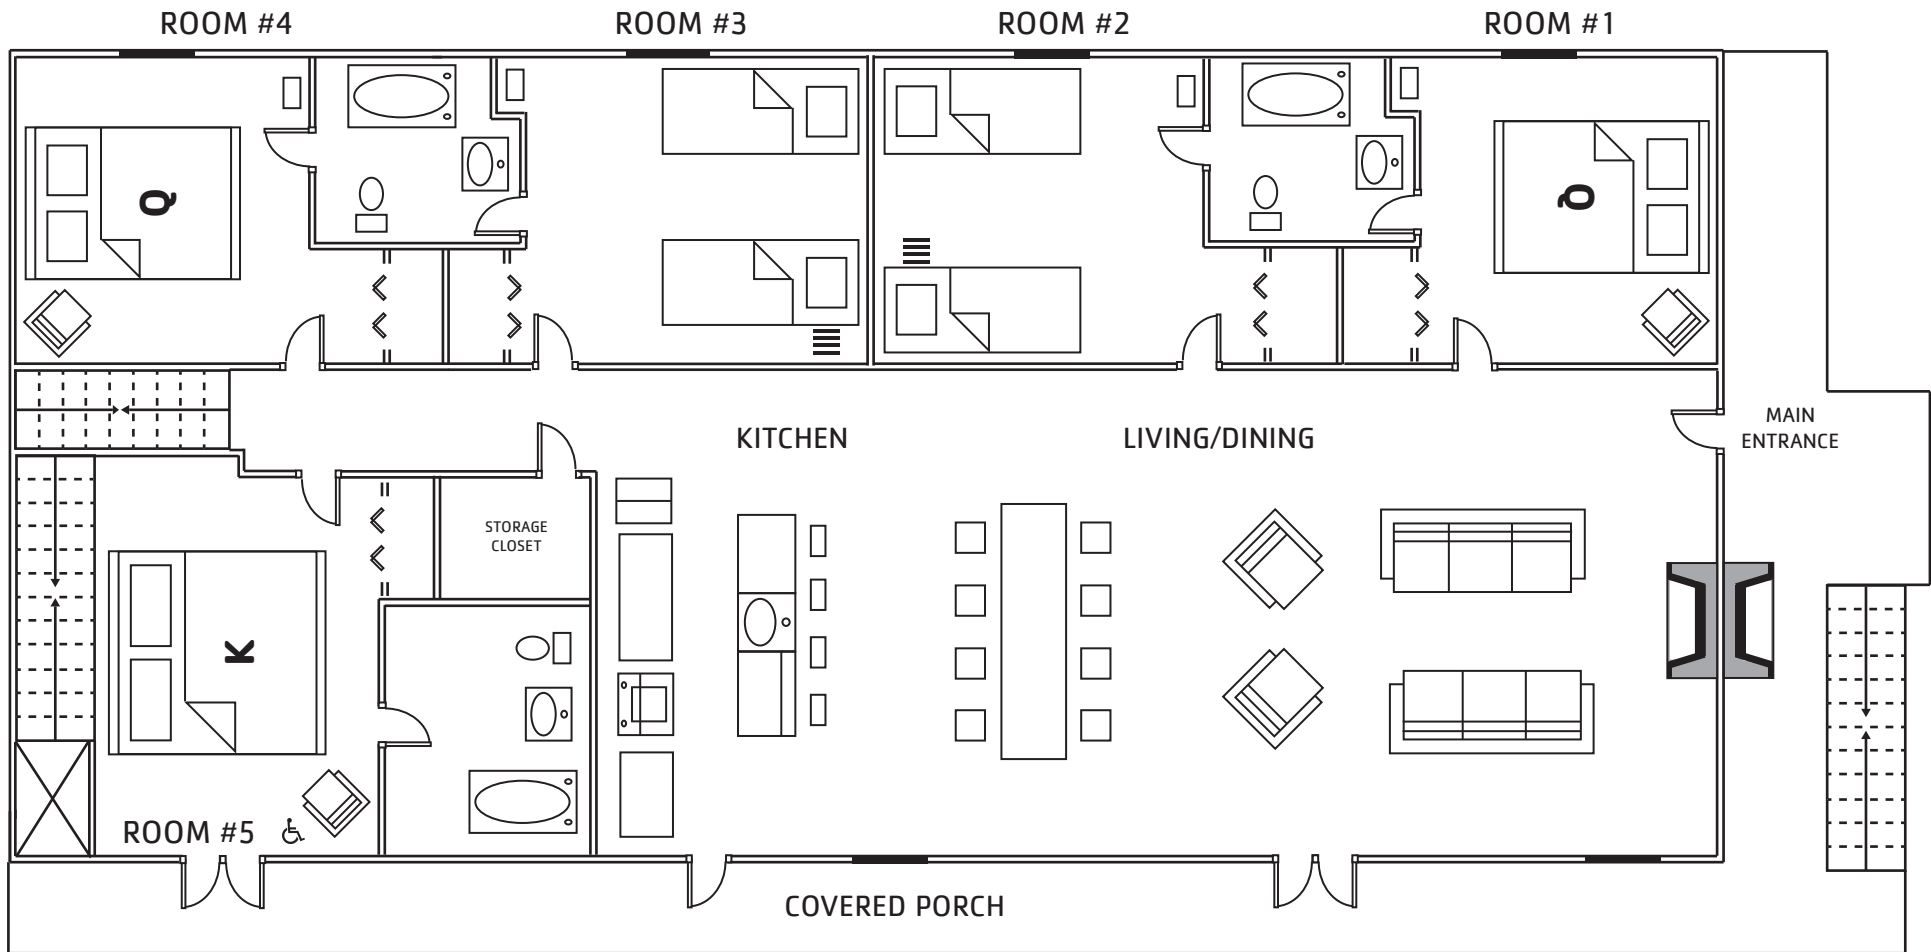 ROOM #4
ROOM #3
ROOM #2
ROOM #1
Q
Q
MAIN
ENTRANCE
KITCHEN
LIVING/DINING
STORAGE
CLOSET
K
ROOM #5
COVERED PORCH